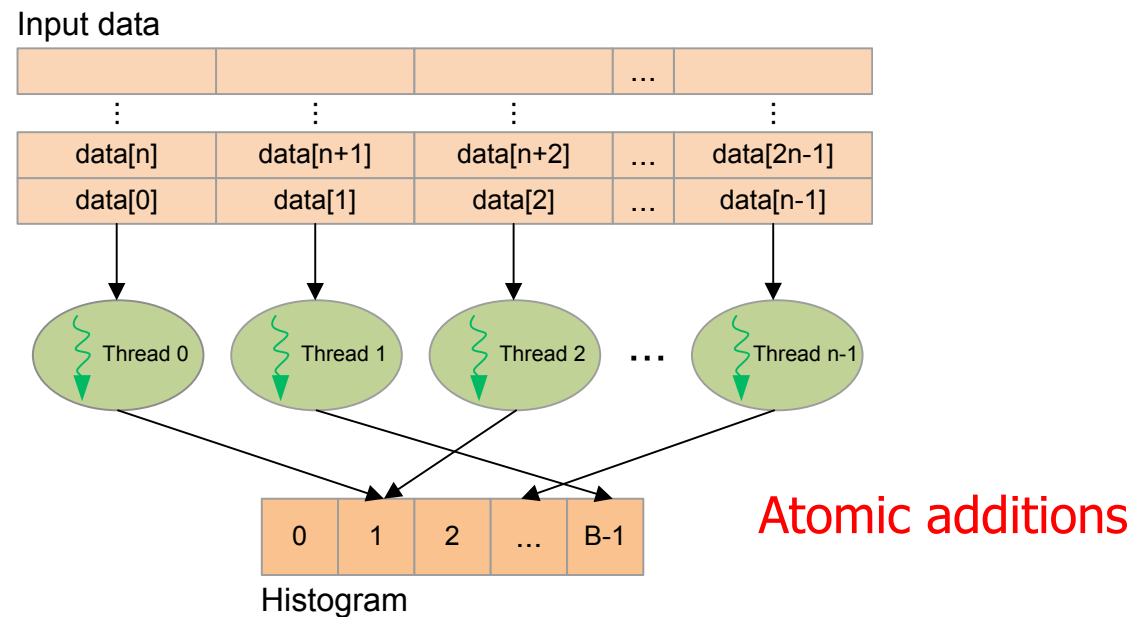 Input data
...
⋮ ⋮ ⋮ ⋮
data[n] data[n+1] data[n+2] ... data[2n-1]
data[0] data[1] data[2] ... data[n-1]
Thread 0 Thread 1 Thread 2 ... Thread n-1
0 1 2 ... B-1
Atomic additions
Histogram